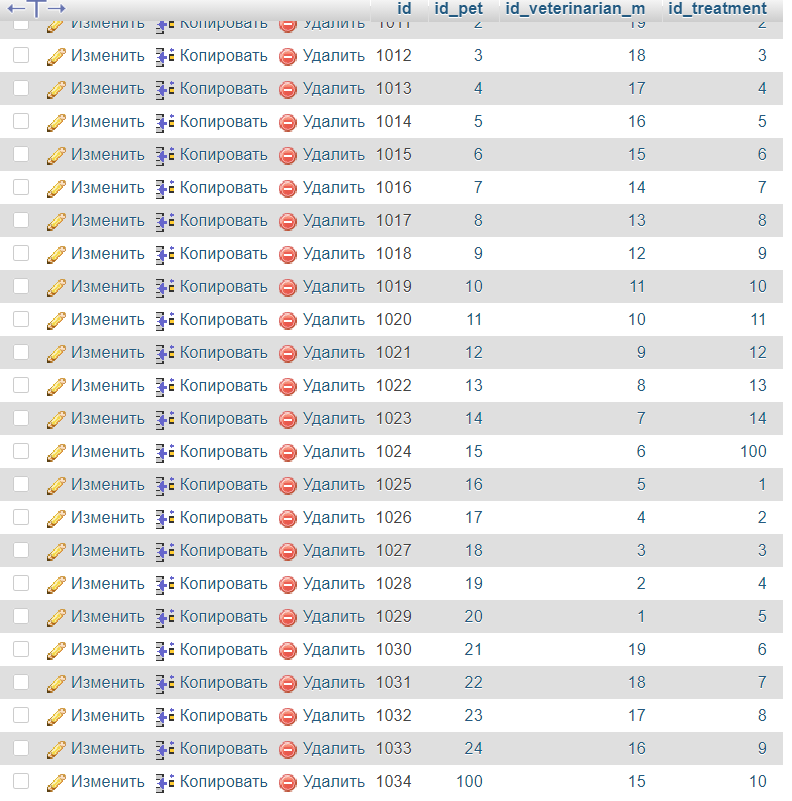 id id_pet id_veterinarian_m id_treatment
Изменить Копировать Удалить 1011 2 19 2
Изменить Копировать Удалить 1012 3 18 3
Изменить Копировать Удалить 1013 4 17 4
Изменить Копировать Удалить 1014 5 16 5
Изменить Копировать Удалить 1015 6 15 6
Изменить Копировать Удалить 1016 7 14 7
Изменить Копировать Удалить 1017 8 13 8
Изменить Копировать Удалить 1018 9 12 9
Изменить Копировать Удалить 1019 10 11 10
Изменить Копировать Удалить 1020 11 10 11
Изменить Копировать Удалить 1021 12 9 12
Изменить Копировать Удалить 1022 13 8 13
Изменить Копировать Удалить 1023 14 7 14
Изменить Копировать Удалить 1024 15 6 100
Изменить Копировать Удалить 1025 16 5 1
Изменить Копировать Удалить 1026 17 4 2
Изменить Копировать Удалить 1027 18 3 3
Изменить Копировать Удалить 1028 19 2 4
Изменить Копировать Удалить 1029 20 1 5
Изменить Копировать Удалить 1030 21 19 6
Изменить Копировать Удалить 1031 22 18 7
Изменить Копировать Удалить 1032 23 17 8
Изменить Копировать Удалить 1033 24 16 9
Изменить Копировать Удалить 1034 100 15 10